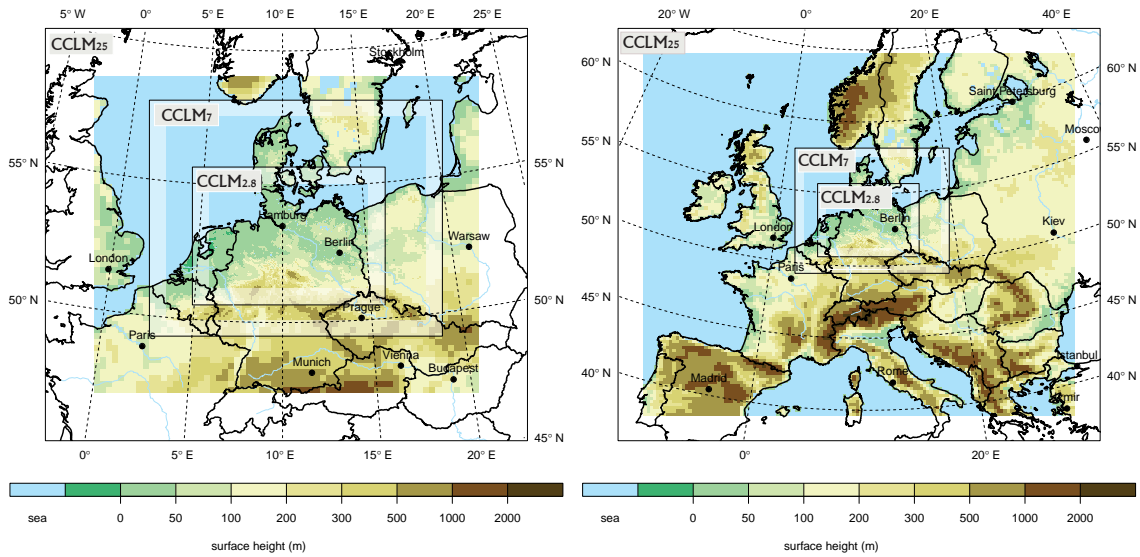 5° W 0° 5° E 10° E 15° E 20° E 25° E
CCLM25
Stockholm
CCLM7
55° N
55° N
CCLM2.8
Hamburg
Berlin
Warsaw
London
50° N
50° N
Prague
Paris
Vienna
Munich
Budapest
45° N
0° 5° E 10° E 15° E 20° E
sea 0 50 100 200 300 500 1000 2000
surface height (m)
20° W 0° 20° E 40° E
CCLM25
60° N
60° N
Saint Petersburg
Moscow
55° N
55° N
CCLM7
CCLM2.8
50° N
Berlin
Kiev
50° N
London
Paris
45° N
45° N
Istanbul
40° N
Madrid
Rome
40° N
Izmir
0° 20° E
sea 0 50 100 200 300 500 1000 2000
surface height (m)